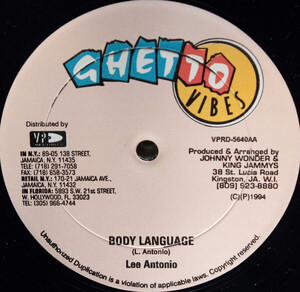 GHETTO
VIBES
Distributed by
VP
IN N.Y.: 89-05 138 STREET,
JAMAICA, N.Y. 11435
TELE: (718) 291-7058
FAX: (718) 658-3573
RETAIL N.Y.: 170-21 JAMAICA AVE.,
JAMAICA, N.Y. 11432
IN FLORIDA: 5893 S.W. 21st STREET,
W. HOLLYWOOD, FL. 33023
TEL: (305) 966-4744
VPRD-5640AA
Produced & Arranged by
JOHNNY WONDER &
KING JAMMYS
38 St. Lucia Road
Kingston, JA. W.I.
(809) 923-8880
(C)(P)1994
BODY LANGUAGE
(L. Antonio)
Lee Antonio
Unauthorized Duplication is a violation of applicable laws. Copyright reserved.